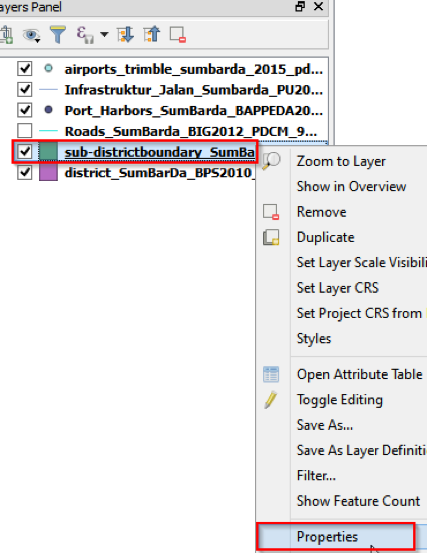 ayers Panel
airports_trimble_sumbarda_2015_pd...
Infrastruktur_Jalan_Sumbarda_PU20...
Port_Harbors_SumBarda_BAPPEDA20...
Roads_SumBarda_BIG2012_PDCM_9...
sub-districtboundary_SumBa
district_SumBarDa_BPS2010_
Zoom to Layer
Show in Overview
Remove
Duplicate
Set Layer Scale Visibili
Set Layer CRS
Set Project CRS from
Styles
Open Attribute Table
Toggle Editing
Save As...
Save As Layer Definiti
Filter...
Show Feature Count
Properties